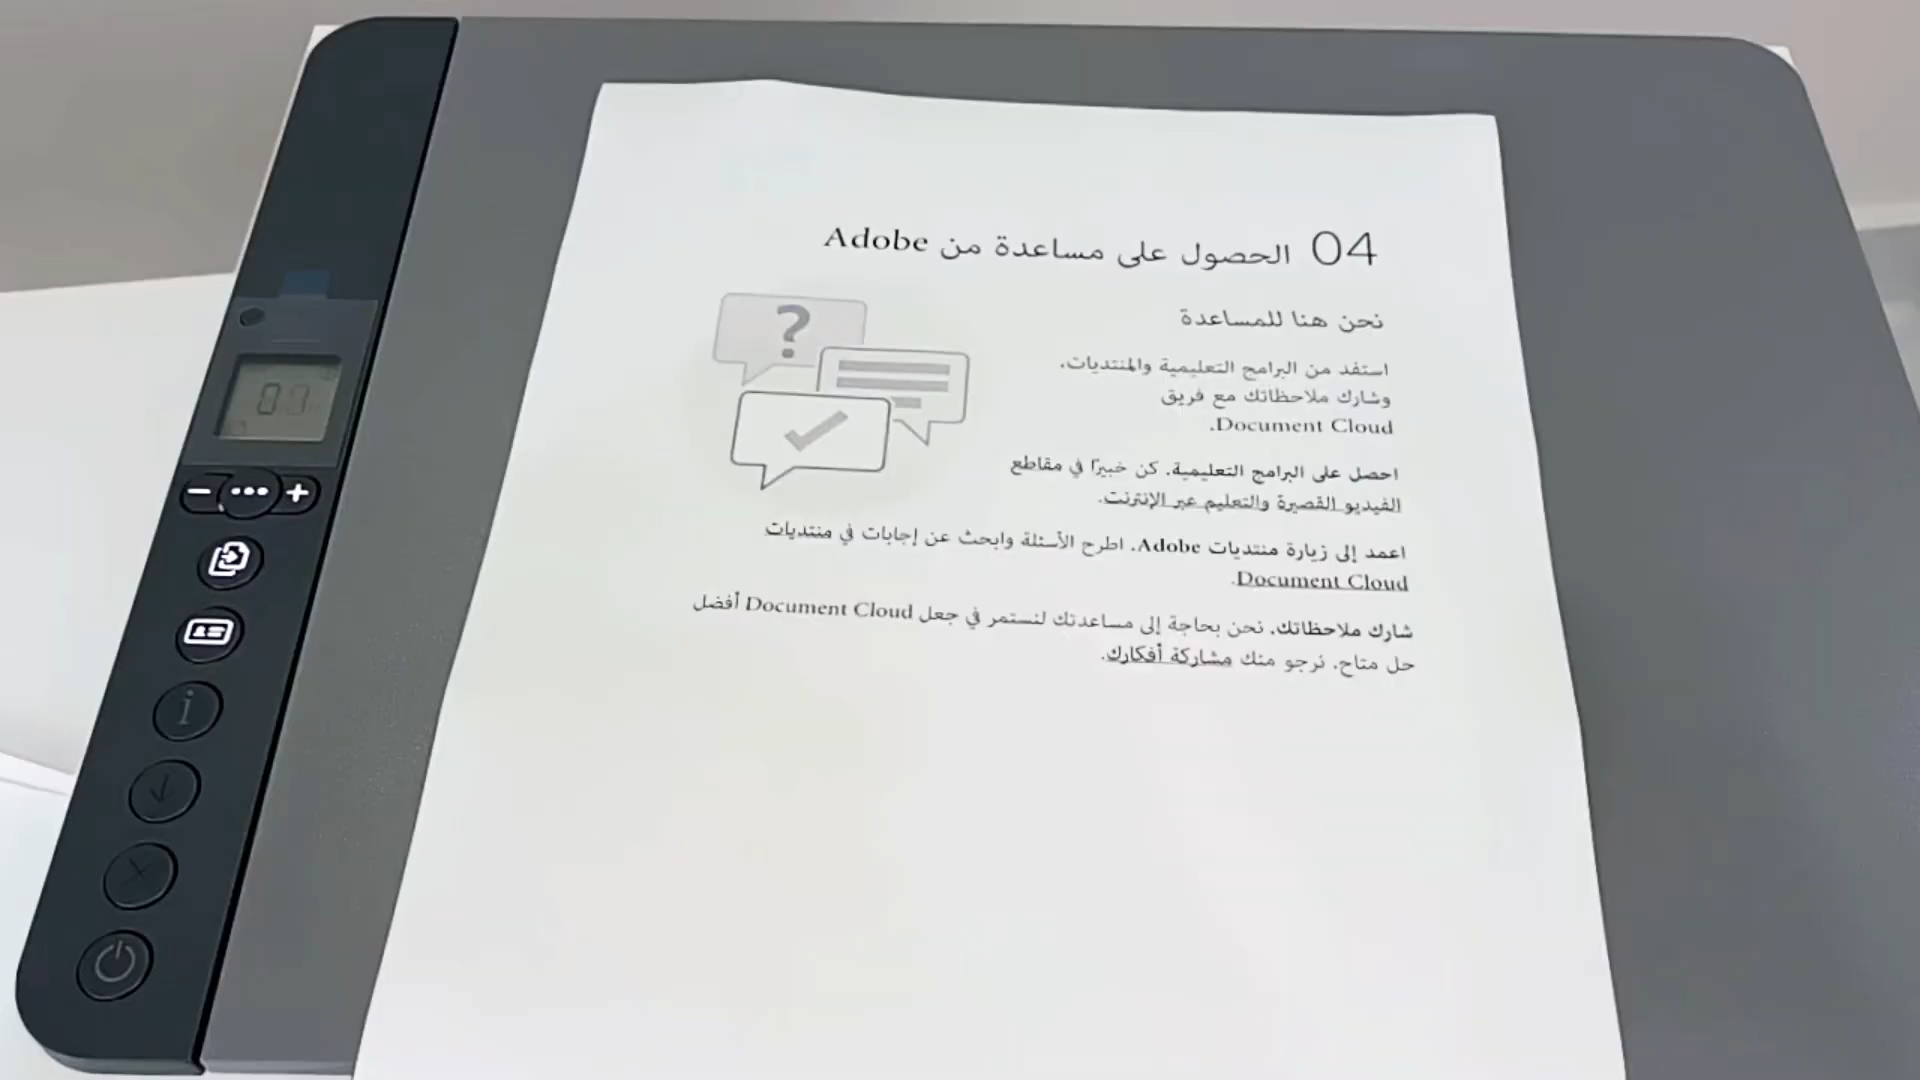 04 الحصول على مساعدة من Adobe
نحن هنا للمساعدة
استفد من البرامج التعليمية والمنتديات،
وشارك ملاحظاتك مع فريق
Document Cloud.
احصل على البرامج التعليمية. كن خبيرًا في مقاطع
الفيديو القصيرة والتعليم عبر الإنترنت.
اعمد إلى زيارة منتديات Adobe. اطرح الأسئلة وابحث عن إجابات في منتديات
Document Cloud.
شارك ملاحظاتك. نحن بحاجة إلى مساعدتك لنستمر في جعل Document Cloud أفضل
حل متاح. نرجو منك مشاركة أفكارك.